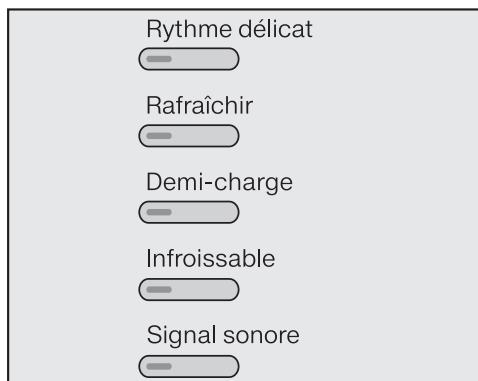 Rythme délicat
Rafraîchir
Demi-charge
Infroissable
Signal sonore